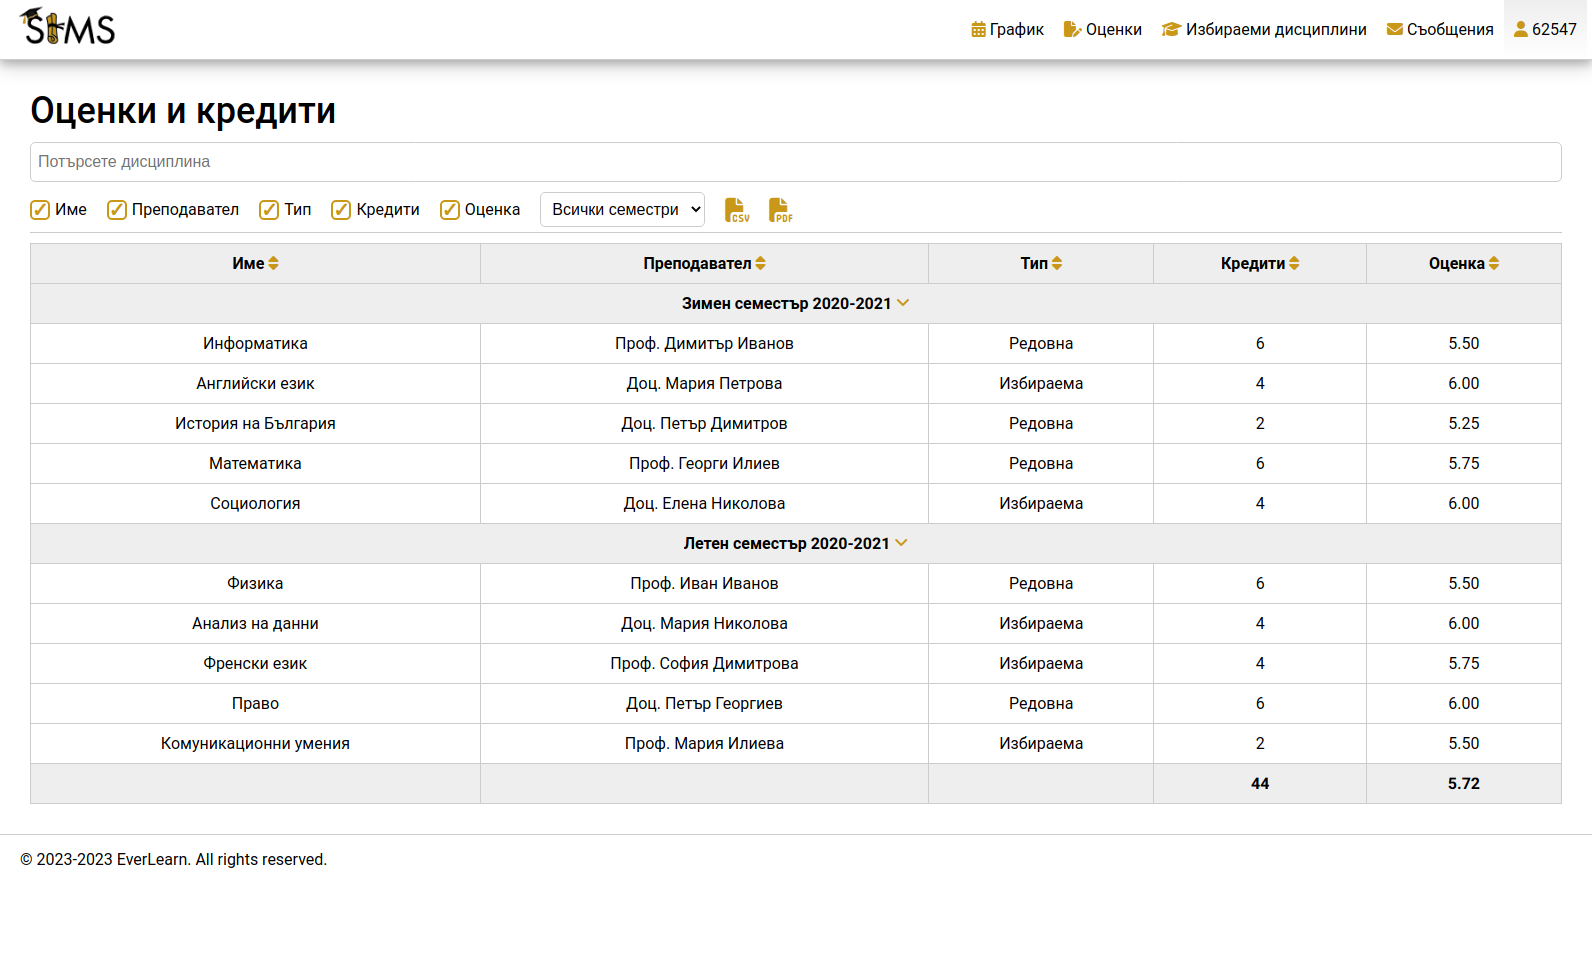 SIMS
График Оценки Избираеми дисциплини Съобщения 62547
Оценки и кредити
Потърсете дисциплина
Име Преподавател Тип Кредити Оценка Всички семестри CSV PDF
Име Преподавател Тип Кредити Оценка
Зимен семестър 2020-2021
Информатика Проф. Димитър Иванов Редовна 6 5.50
Английски език Доц. Мария Петрова Избираема 4 6.00
История на България Доц. Петър Димитров Редовна 2 5.25
Математика Проф. Георги Илиев Редовна 6 5.75
Социология Доц. Елена Николова Избираема 4 6.00
Летен семестър 2020-2021
Физика Проф. Иван Иванов Редовна 6 5.50
Анализ на данни Доц. Мария Николова Избираема 4 6.00
Френски език Проф. София Димитрова Избираема 4 5.75
Право Доц. Петър Георгиев Редовна 6 6.00
Комуникационни умения Проф. Мария Илиева Избираема 2 5.50
44 5.72
© 2023-2023 EverLearn. All rights reserved.